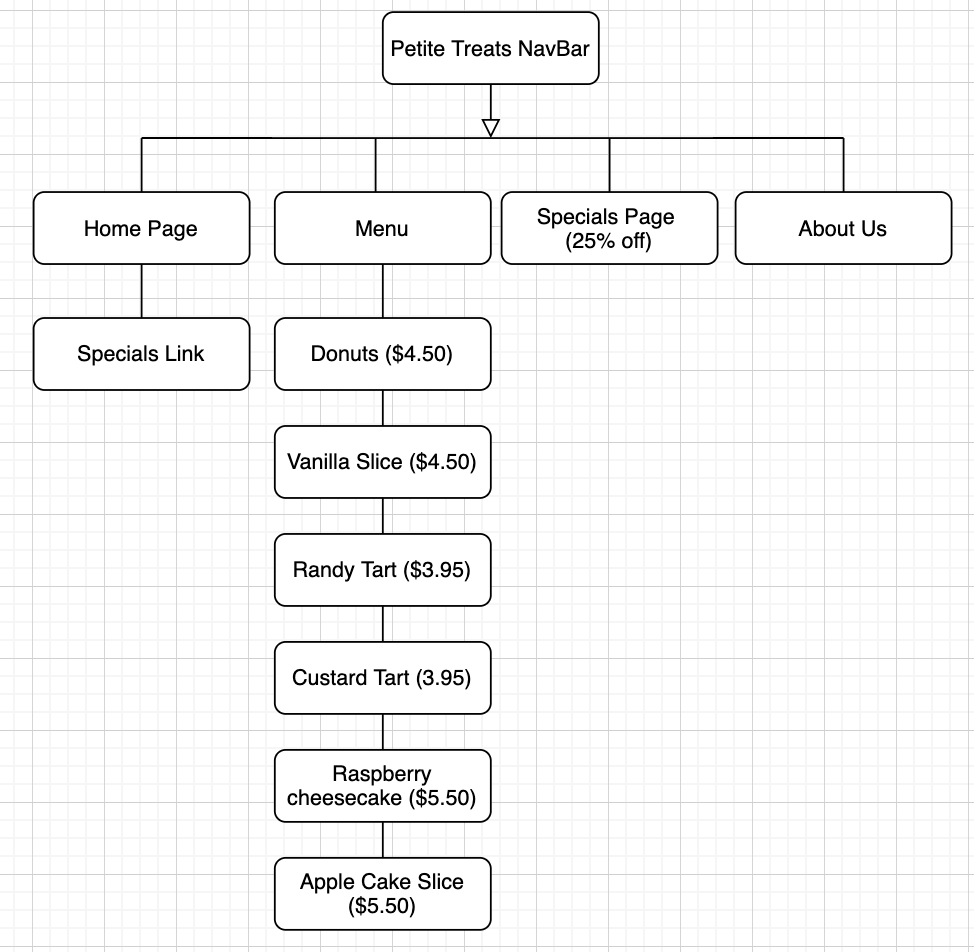 Petite Treats NavBar
Home Page
Menu
Specials Page
(25% off)
About Us
Specials Link
Donuts ($4.50)
Vanilla Slice ($4.50)
Randy Tart ($3.95)
Custard Tart (3.95)
Raspberry
cheesecake ($5.50)
Apple Cake Slice
($5.50)